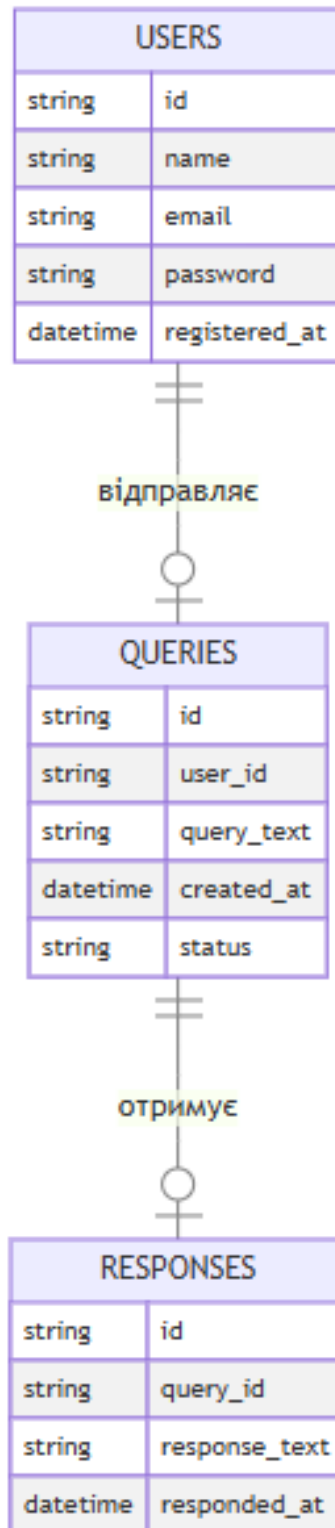 USERS
string id
string name
string email
string password
datetime registered_at
відправляє
QUERIES
string id
string user_id
string query_text
datetime created_at
string status
отримує
RESPONSES
string id
string query_id
string response_text
datetime responded_at